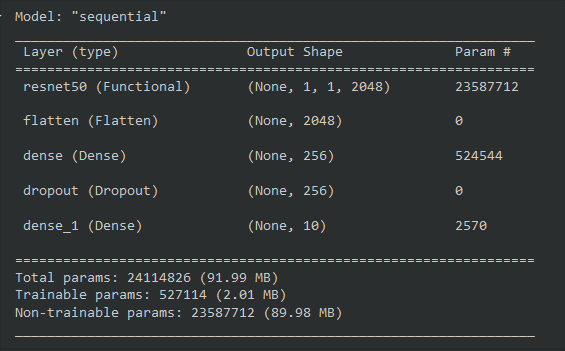 Model: "sequential"
Layer (type) Output Shape Param #
resnet50 (Functional) (None, 1, 1, 2048) 23587712
flatten (Flatten) (None, 2048) 0
dense (Dense) (None, 256) 524544
dropout (Dropout) (None, 256) 0
dense_1 (Dense) (None, 10) 2570
Total params: 24114826 (91.99 MB)
Trainable params: 527114 (2.01 MB)
Non-trainable params: 23587712 (89.98 MB)